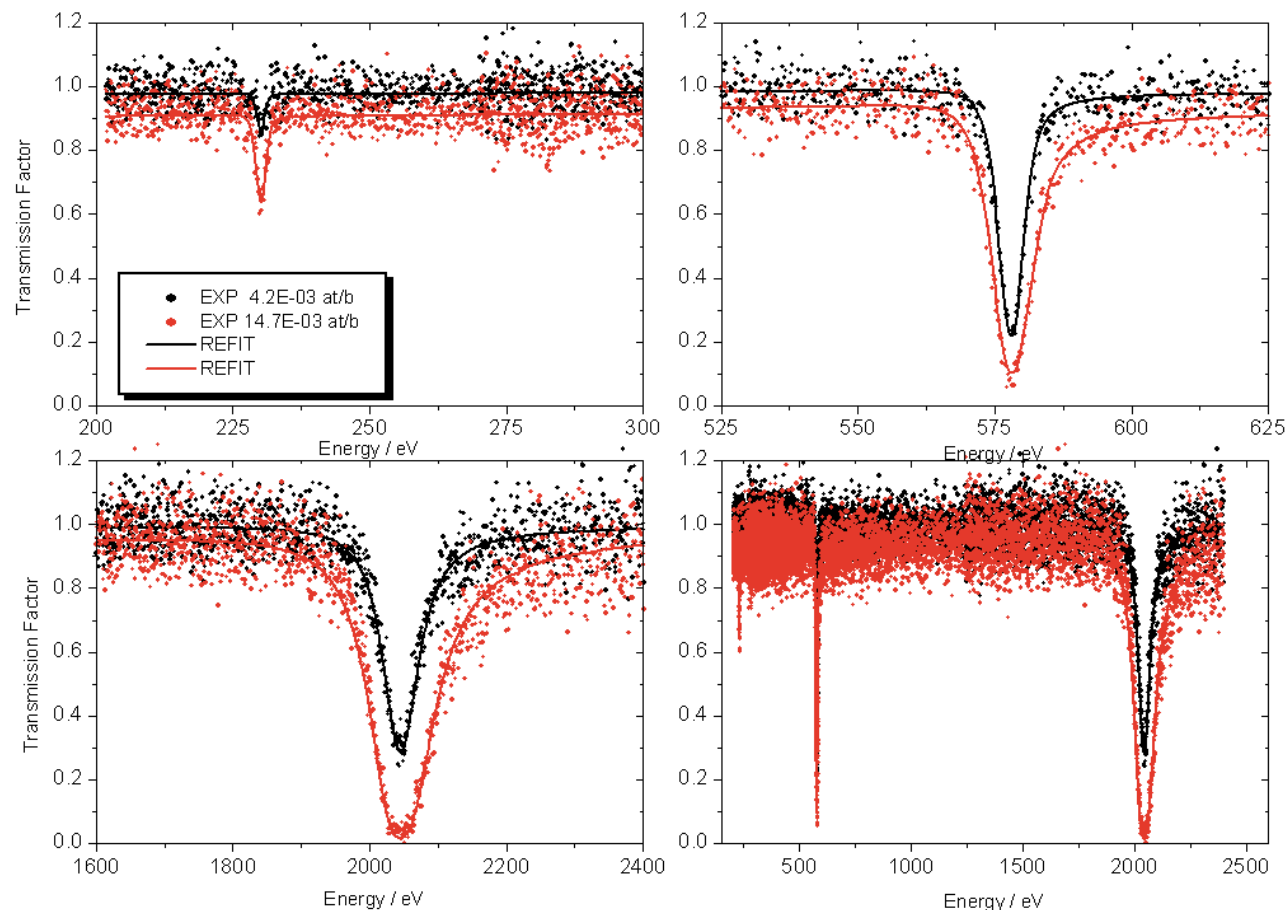 1.2
1.0
0.8
0.6
0.4
0.2
0.0
Transmission Factor
EXP 4.2E-03 at/b
EXP 14.7E-03 at/b
REFIT
REFIT
200 225 250 275 300
Energy / eV
1.2
1.0
0.8
0.6
0.4
0.2
0.0
525 550 575 600 625
Energy / eV
1.2
1.0
0.8
0.6
0.4
0.2
0.0
Transmission Factor
1600 1800 2000 2200 2400
Energy / eV
1.2
1.0
0.8
0.6
0.4
0.2
0.0
500 1000 1500 2000 2500
Energy / eV